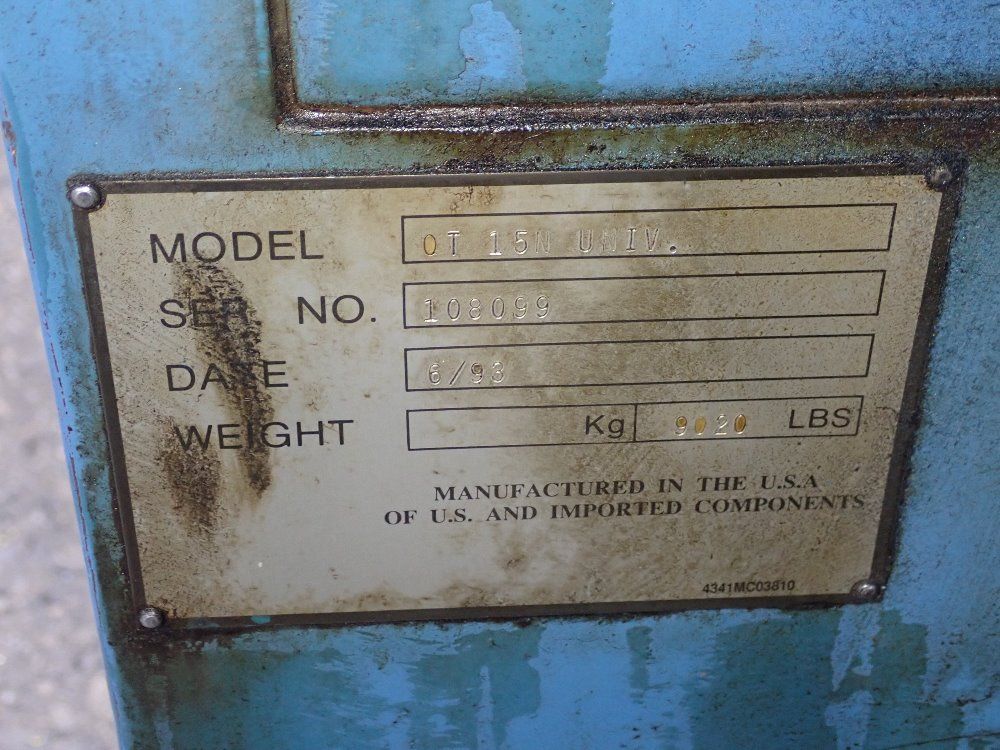 MODEL OT 15N UNIV.
SER NO. 108099
DATE 6/93
WEIGHT Kg 9020 LBS
MANUFACTURED IN THE U.S.A
OF U.S. AND IMPORTED COMPONENTS
4341MC03810